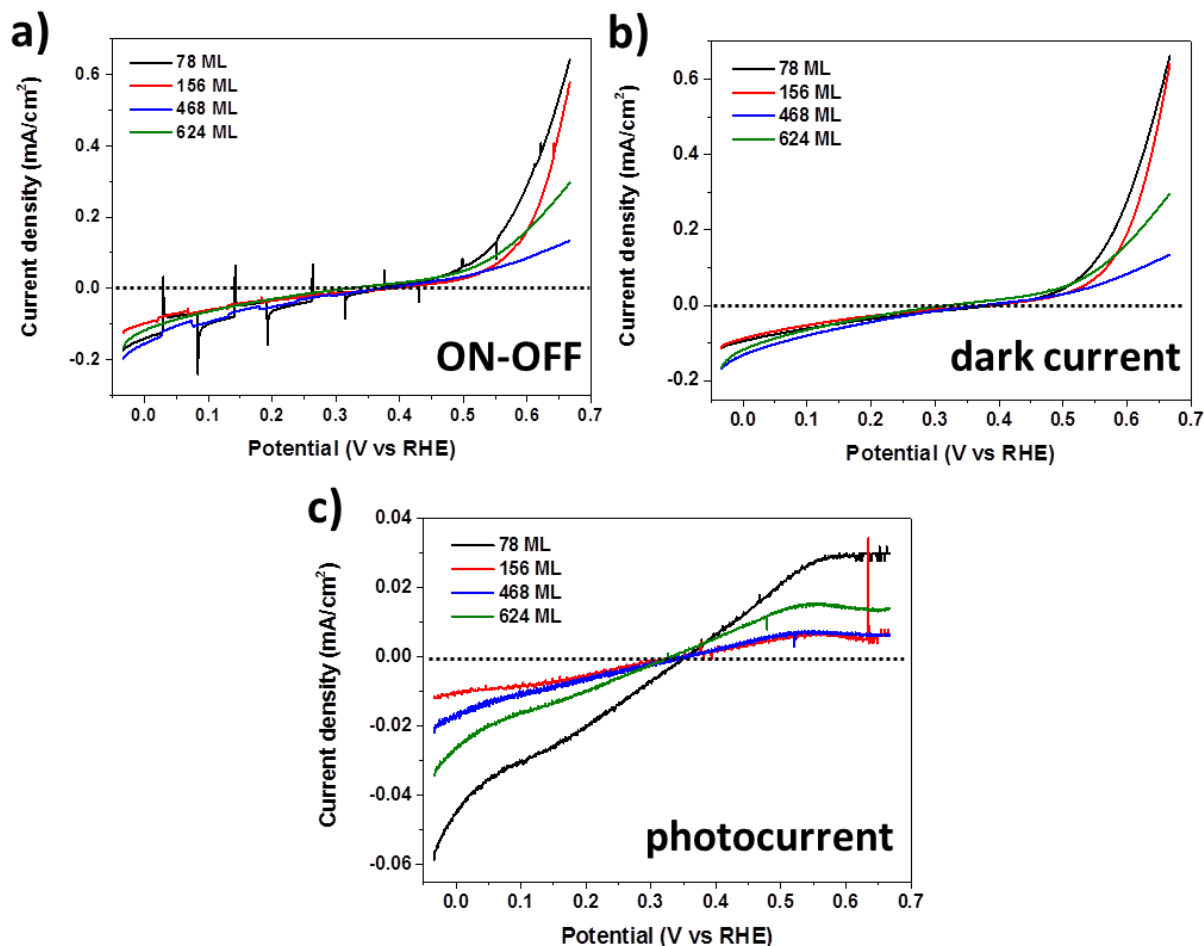 a)
78 ML
156 ML
468 ML
624 ML
0.6
0.4
0.2
0.0
-0.2
Current density (mA/cm²)
ON-OFF
0.0 0.1 0.2 0.3 0.4 0.5 0.6 0.7
Potential (V vs RHE)
b)
78 ML
156 ML
468 ML
624 ML
0.6
0.4
0.2
0.0
-0.2
Current density (mA/cm²)
dark current
0.0 0.1 0.2 0.3 0.4 0.5 0.6 0.7
Potential (V vs RHE)
c)
78 ML
156 ML
468 ML
624 ML
0.04
0.02
0.00
-0.02
-0.04
-0.06
Current density (mA/cm²)
photocurrent
0.0 0.1 0.2 0.3 0.4 0.5 0.6 0.7
Potential (V vs RHE)